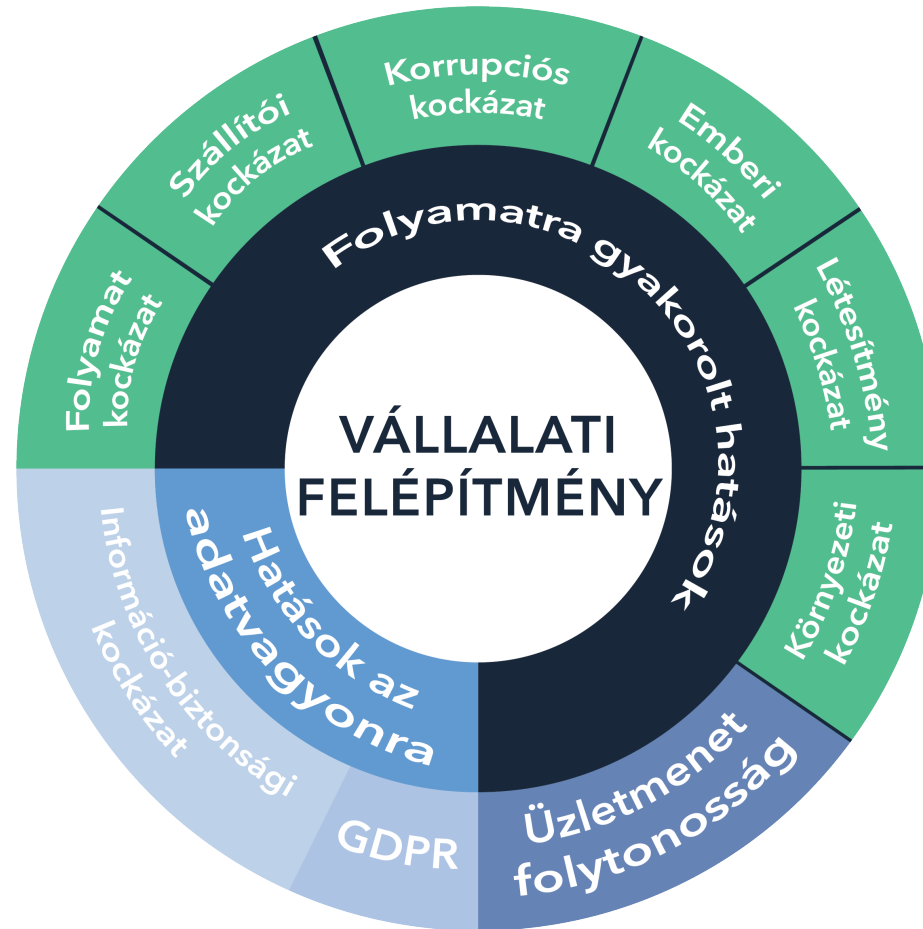 VÁLLALATI
FELÉPÍTMÉNY
Folyamatra gyakorolt hatások
Hatások az
adatvagyonra
Folyamat
kockázat
Szállítói
kockázat
Korrupciós
kockázat
Emberi
kockázat
Létesítmény
kockázat
Környezeti
kockázat
Üzletmenet
folytonosság
GDPR
Információ-biztonsági
kockázat